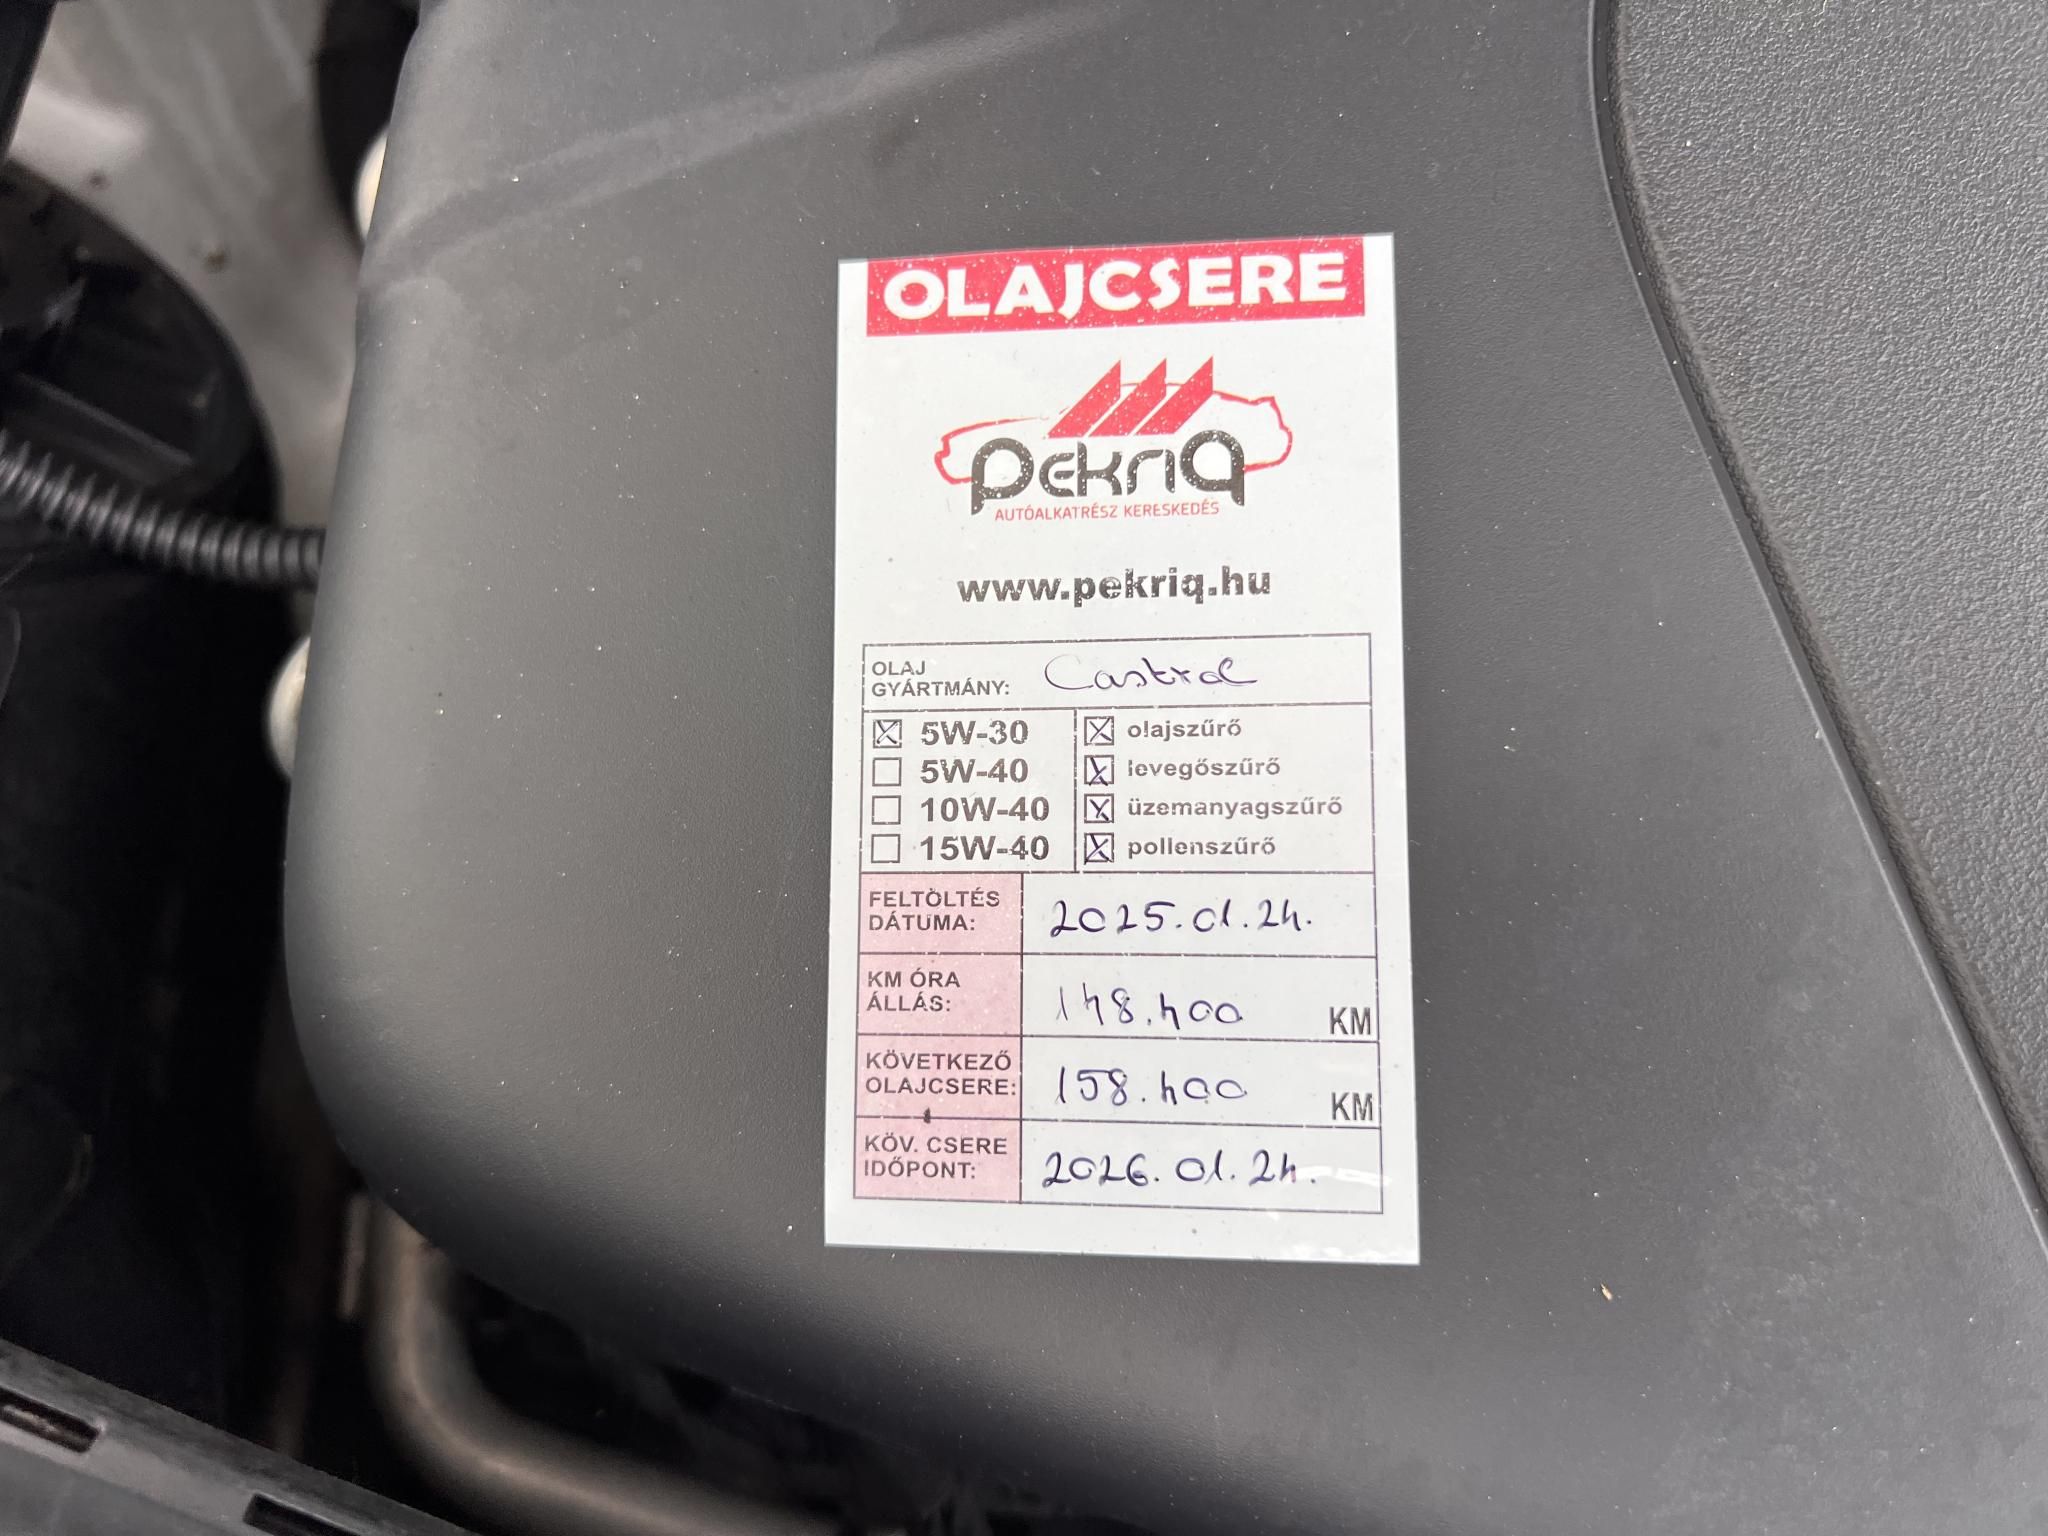 OLAJCSERE
PEKRIQ
AUTÓALKATRÉSZ KERESKEDÉS
www.pekriq.hu
OLAJ GYÁRTMÁNY: Castrol
☒ 5W-30 ☒ olajszűrő
☐ 5W-40 ☒ levegőszűrő
☐ 10W-40 ☒ üzemanyagszűrő
☐ 15W-40 ☒ pollenszűrő
FELTÖLTÉS DÁTUMA: 2025.01.24.
KM ÓRA ÁLLÁS: 148.400 KM
KÖVETKEZŐ OLAJCSERE: 158.400 KM
KÖV. CSERE IDŐPONT: 2026.01.24.